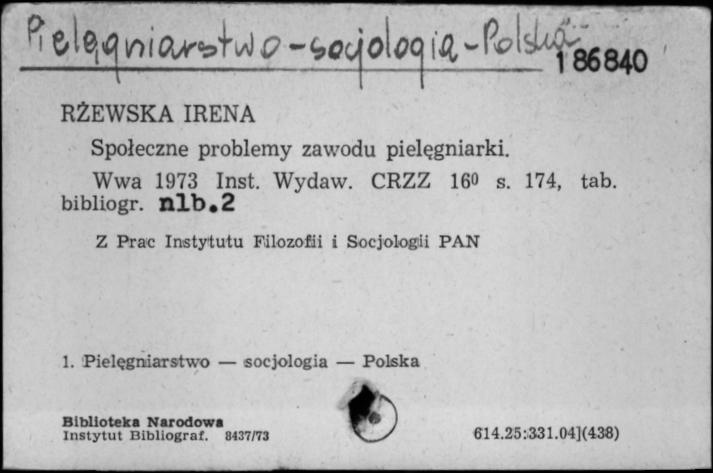 Pielęgniarstwo - socjologia - Polska
186840
RŻEWSKA IRENA
Społeczne problemy zawodu pielęgniarki.
Wwa 1973 Inst. Wydaw. CRZZ 16⁰ s. 174, tab.
bibliogr. nlb.2
Z Prac Instytutu Filozofii i Socjologii PAN
1. Pielęgniarstwo — socjologia — Polska
Biblioteka Narodowa
Instytut Bibliograf. 8437/73
614.25:331.04](438)